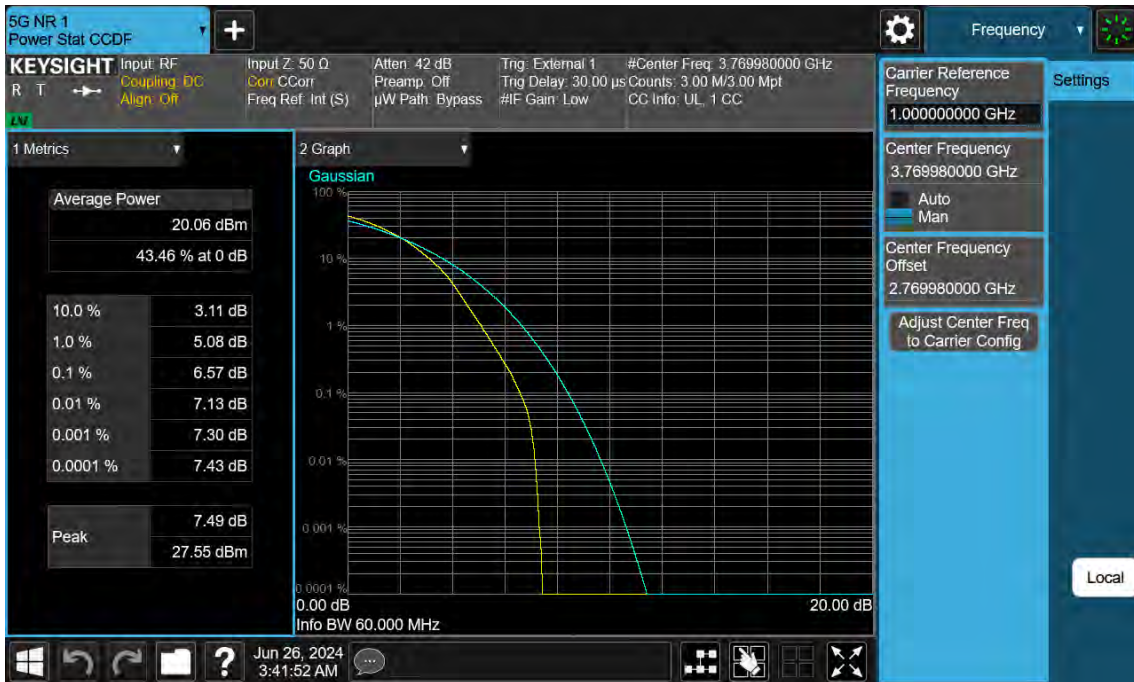 5G NR 1
Power Stat CCDF
Frequency
KEYSIGHT
R T
LNI
Input: RF
Coupling: DC
Align: Off
Input Z: 50 Ω
Corr CCorr
Freq Ref: Int (S)
Atten: 42 dB
Preamp: Off
µW Path: Bypass
Trig: External 1
Trig Delay: 30.00 µs
#IF Gain: Low
#Center Freq: 3.769980000 GHz
Counts: 3.00 M/3.00 Mpt
CC Info: UL, 1 CC
1 Metrics
Average Power
20.06 dBm
43.46 % at 0 dB
10.0 % 3.11 dB
1.0 % 5.08 dB
0.1 % 6.57 dB
0.01 % 7.13 dB
0.001 % 7.30 dB
0.0001 % 7.43 dB
Peak
7.49 dB
27.55 dBm
2 Graph
Gaussian
100 %
10 %
1 %
0.1 %
0.01 %
0.001 %
0.0001 %
0.00 dB 20.00 dB
Info BW 60.000 MHz
Carrier Reference
Frequency
1.000000000 GHz
Center Frequency
3.769980000 GHz
Auto
Man
Center Frequency
Offset
2.769980000 GHz
Adjust Center Freq
to Carrier Config
Settings
Local
?
Jun 26, 2024
3:41:52 AM